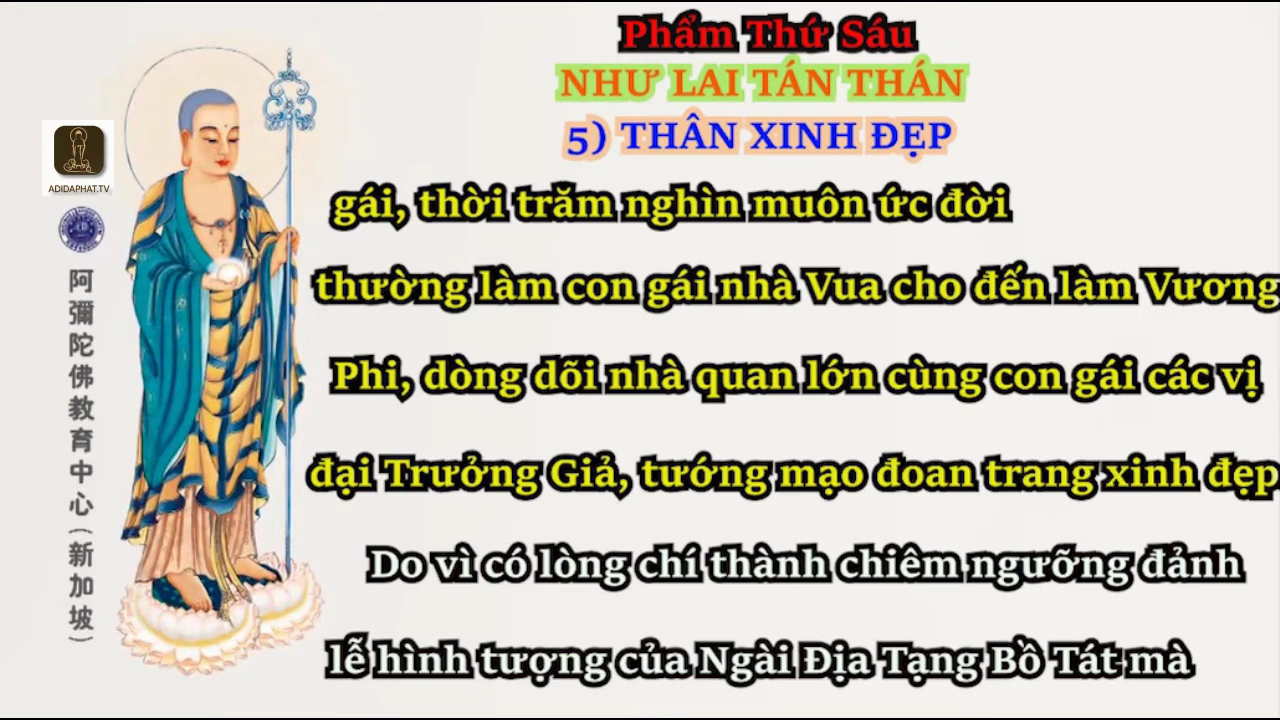 Phẩm Thứ Sáu
NHƯ LAI TÁN THÁN
5) THÂN XINH ĐẸP
gái, thời trăm nghìn muôn ức đời
thường làm con gái nhà Vua cho đến làm Vương
Phi, dòng dõi nhà quan lớn cùng con gái các vị
đại Trưởng Giả, tướng mạo đoan trang xinh đẹp
Do vì có lòng chí thành chiêm ngưỡng đảnh
lễ hình tượng của Ngài Địa Tạng Bồ Tát mà
ADIDAPHAT.TV
阿彌陀佛教育中心(新加坡)